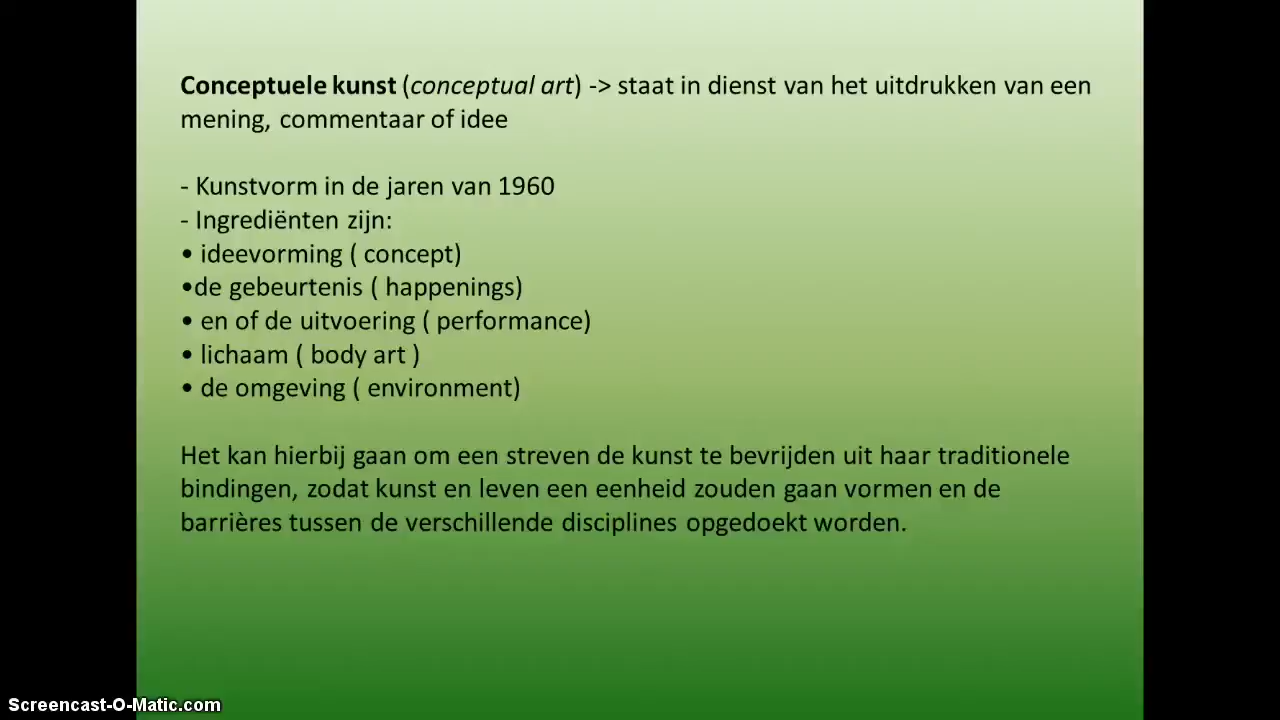 Conceptuele kunst (conceptual art) -> staat in dienst van het uitdrukken van een
mening, commentaar of idee
- Kunstvorm in de jaren van 1960
- Ingrediënten zijn:
• ideevorming ( concept)
•de gebeurtenis ( happenings)
• en of de uitvoering ( performance)
• lichaam ( body art )
• de omgeving ( environment)
Het kan hierbij gaan om een streven de kunst te bevrijden uit haar traditionele
bindingen, zodat kunst en leven een eenheid zouden gaan vormen en de
barrières tussen de verschillende disciplines opgedoekt worden.
Screencast-O-Matic.com